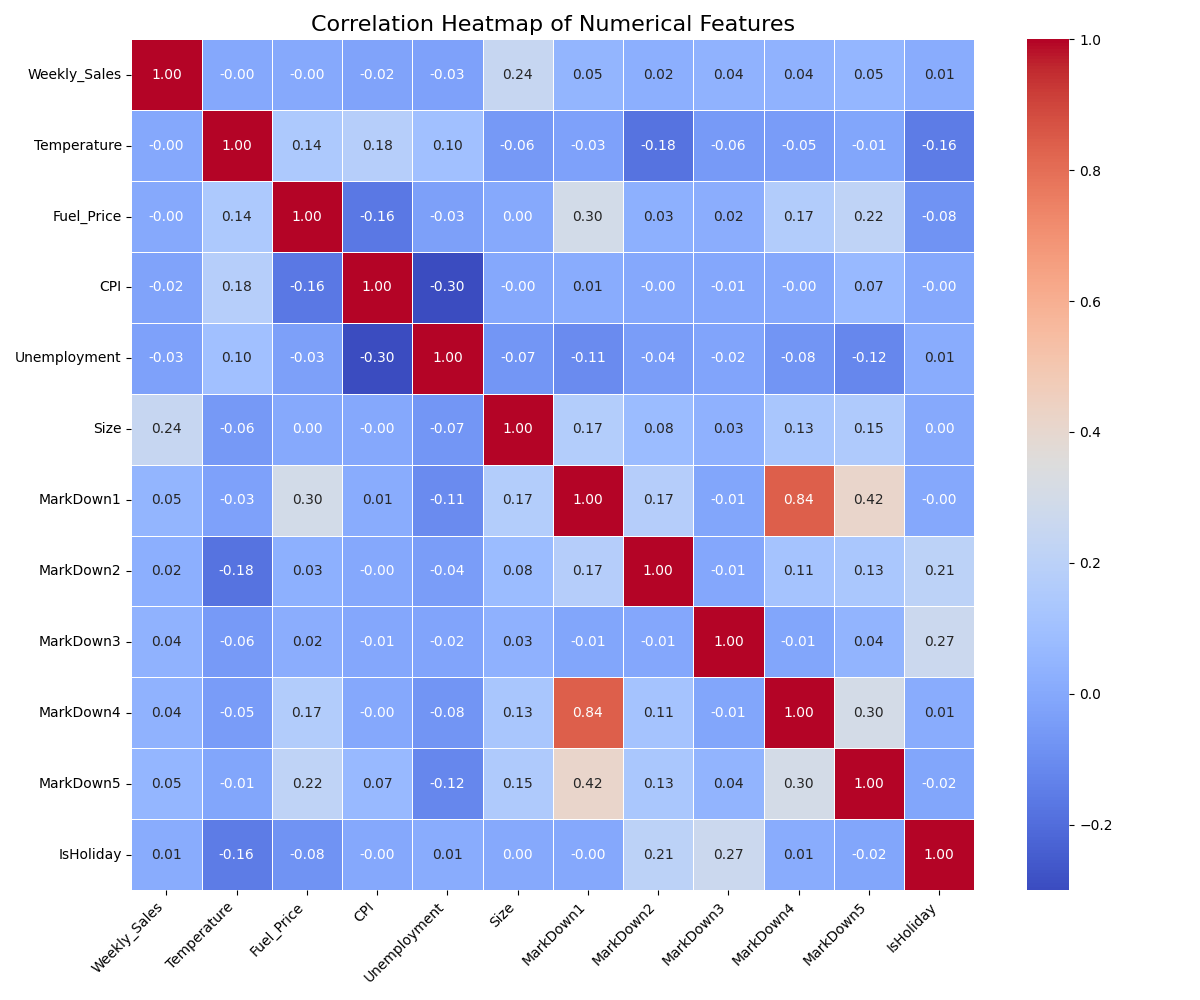 Correlation Heatmap of Numerical Features
Weekly_Sales 1.00 -0.00 -0.00 -0.02 -0.03 0.24 0.05 0.02 0.04 0.04 0.05 0.01
Temperature -0.00 1.00 0.14 0.18 0.10 -0.06 -0.03 -0.18 -0.06 -0.05 -0.01 -0.16
Fuel_Price -0.00 0.14 1.00 -0.16 -0.03 0.00 0.30 0.03 0.02 0.17 0.22 -0.08
CPI -0.02 0.18 -0.16 1.00 -0.30 -0.00 0.01 -0.00 -0.01 -0.00 0.07 -0.00
Unemployment -0.03 0.10 -0.03 -0.30 1.00 -0.07 -0.11 -0.04 -0.02 -0.08 -0.12 0.01
Size 0.24 -0.06 0.00 -0.00 -0.07 1.00 0.17 0.08 0.03 0.13 0.15 0.00
MarkDown1 0.05 -0.03 0.30 0.01 -0.11 0.17 1.00 0.17 -0.01 0.84 0.42 -0.00
MarkDown2 0.02 -0.18 0.03 -0.00 -0.04 0.08 0.17 1.00 -0.01 0.11 0.13 0.21
MarkDown3 0.04 -0.06 0.02 -0.01 -0.02 0.03 -0.01 -0.01 1.00 -0.01 0.04 0.27
MarkDown4 0.04 -0.05 0.17 -0.00 -0.08 0.13 0.84 0.11 -0.01 1.00 0.30 0.01
MarkDown5 0.05 -0.01 0.22 0.07 -0.12 0.15 0.42 0.13 0.04 0.30 1.00 -0.02
IsHoliday 0.01 -0.16 -0.08 -0.00 0.01 0.00 -0.00 0.21 0.27 0.01 -0.02 1.00
Weekly_Sales Temperature Fuel_Price CPI Unemployment Size MarkDown1 MarkDown2 MarkDown3 MarkDown4 MarkDown5 IsHoliday
1.0
0.8
0.6
0.4
0.2
0.0
−0.2